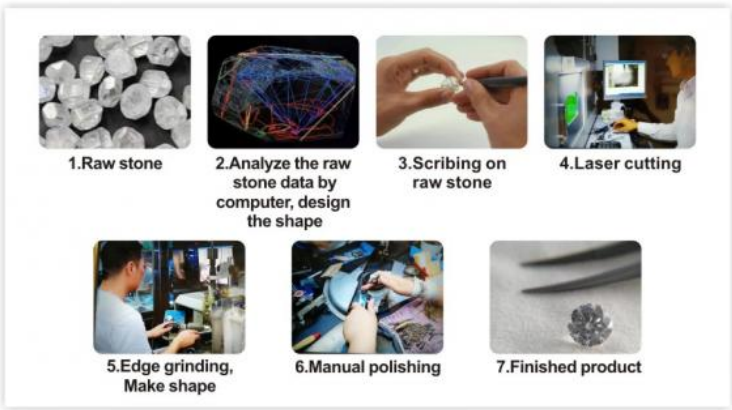 1.Raw stone
2.Analyze the raw
stone data by
computer, design
the shape
3.Scribing on
raw stone
4.Laser cutting
5.Edge grinding,
Make shape
6.Manual polishing
7.Finished product